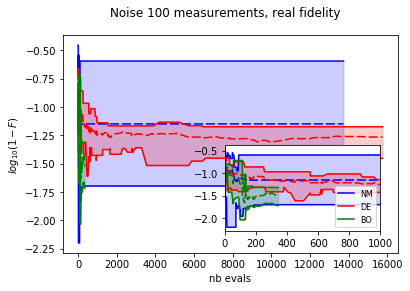 Noise 100 measurements, real fidelity
log10(1 − F)
−0.50
−0.75
−1.00
−1.25
−1.50
−1.75
−2.00
−2.25
−0.5
−1.0
−1.5
−2.0
NM
DE
BO
0 200 400 600 800 1000
0 2000 4000 6000 8000 10000 12000 14000 16000
nb evals